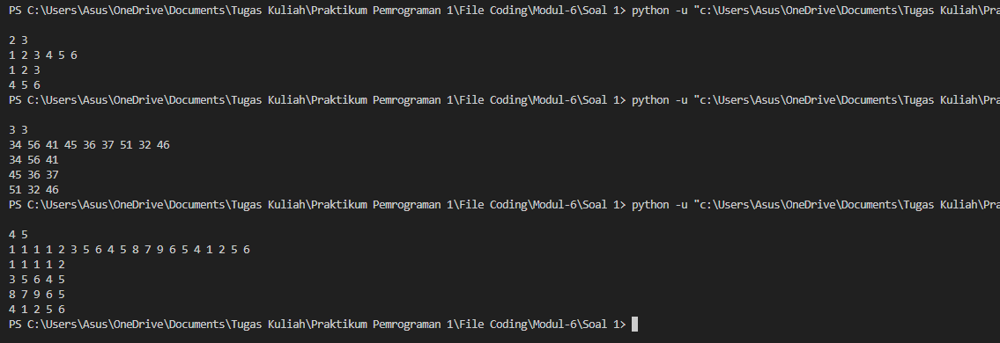 PS C:\Users\Asus\OneDrive\Documents\Tugas Kuliah\Praktikum Pemrograman 1\File Coding\Modul-6\Soal 1> python -u "c:\Users\Asus\OneDrive\Documents\Tugas Kuliah\Pra
2 3
1 2 3 4 5 6
1 2 3
4 5 6
PS C:\Users\Asus\OneDrive\Documents\Tugas Kuliah\Praktikum Pemrograman 1\File Coding\Modul-6\Soal 1> python -u "c:\Users\Asus\OneDrive\Documents\Tugas Kuliah\Pra
3 3
34 56 41 45 36 37 51 32 46
34 56 41
45 36 37
51 32 46
PS C:\Users\Asus\OneDrive\Documents\Tugas Kuliah\Praktikum Pemrograman 1\File Coding\Modul-6\Soal 1> python -u "c:\Users\Asus\OneDrive\Documents\Tugas Kuliah\Pra
4 5
1 1 1 1 2 3 5 6 4 5 8 7 9 6 5 4 1 2 5 6
1 1 1 1 2
3 5 6 4 5
8 7 9 6 5
4 1 2 5 6
PS C:\Users\Asus\OneDrive\Documents\Tugas Kuliah\Praktikum Pemrograman 1\File Coding\Modul-6\Soal 1>